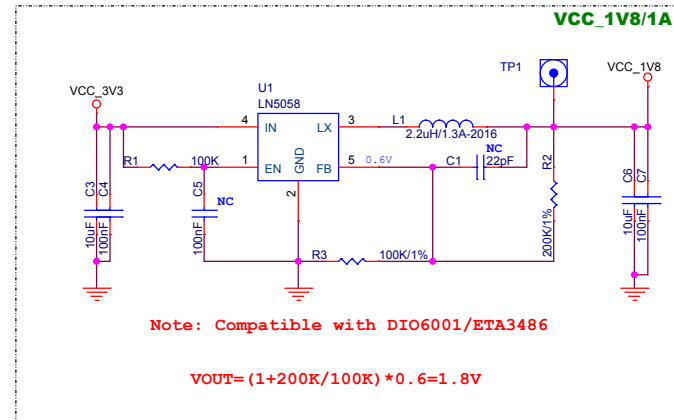 VCC_1V8/1A
TP1
VCC_1V8
U1
LN5058
VCC_3V3
4
IN
LX
3
L1
2.2uH/1.3A-2016
R1
100K
1
EN
GND
FB
5
0.6V
C1
NC
22pF
R2
200K/1%
C3
C4
10uF
100nF
C5
NC
100nF
2
R3
100K/1%
C6
C7
10uF
100nF
Note: Compatible with DIO6001/ETA3486
VOUT=(1+200K/100K)*0.6=1.8V